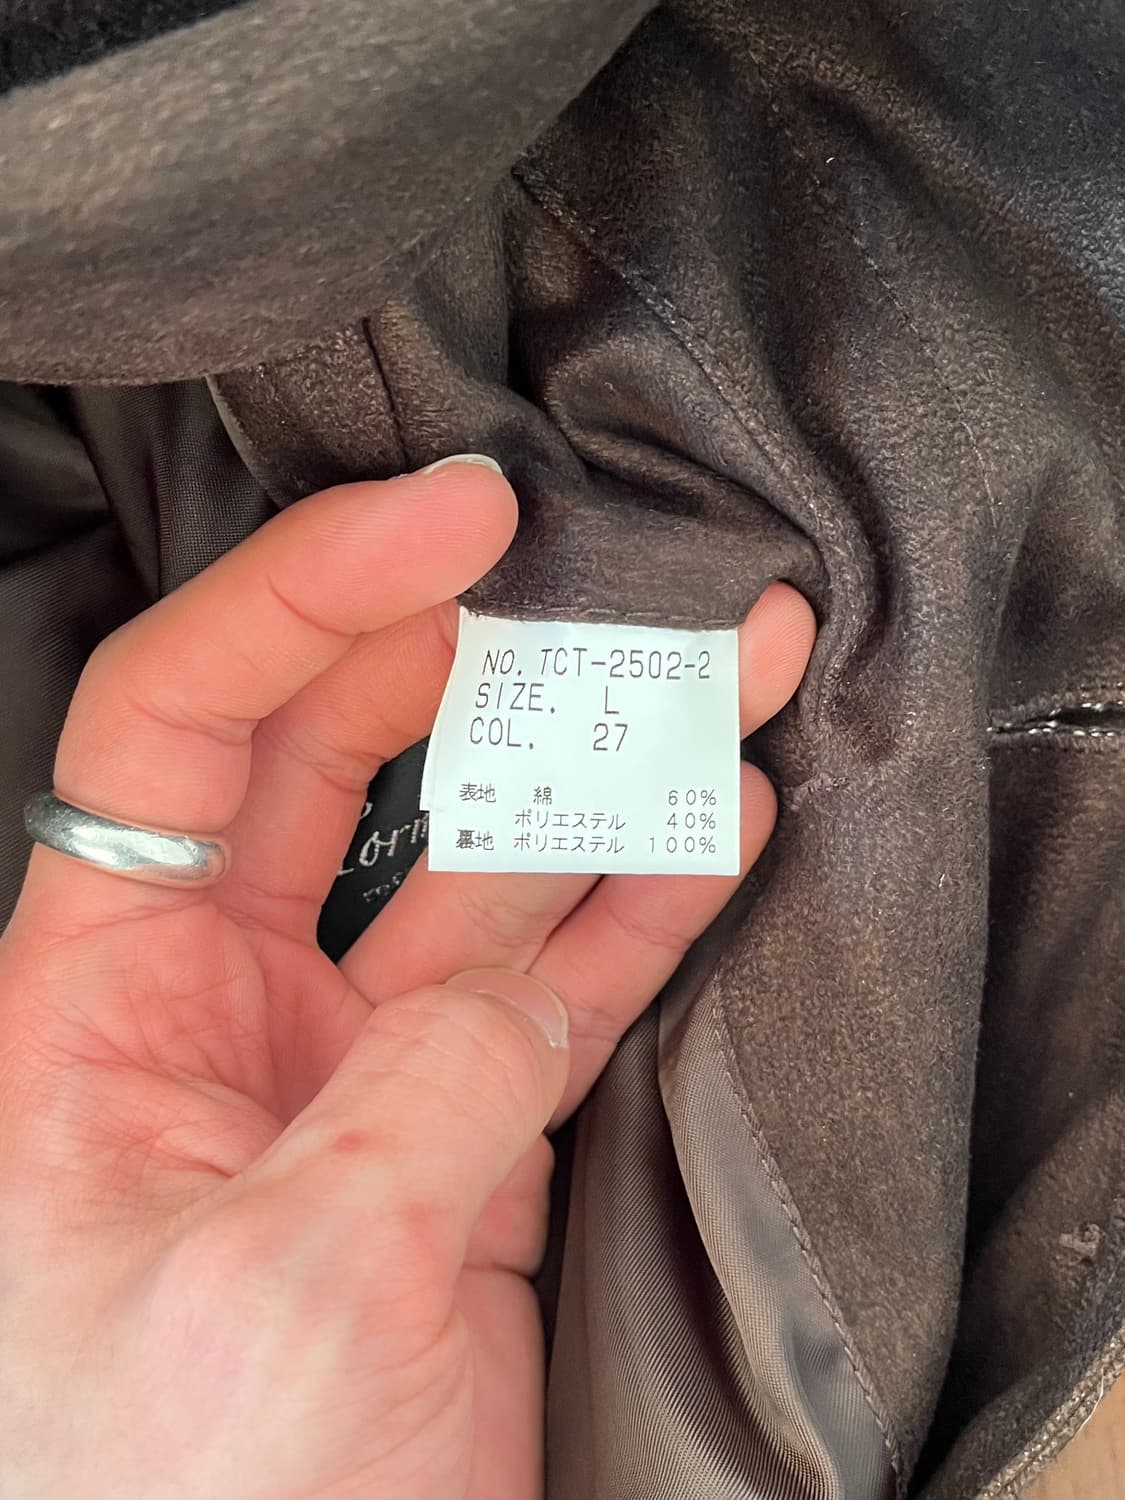 NO. TCT-2502-2
SIZE. L
COL. 27
表地 綿 60%
ポリエステル 40%
裏地 ポリエステル 100%